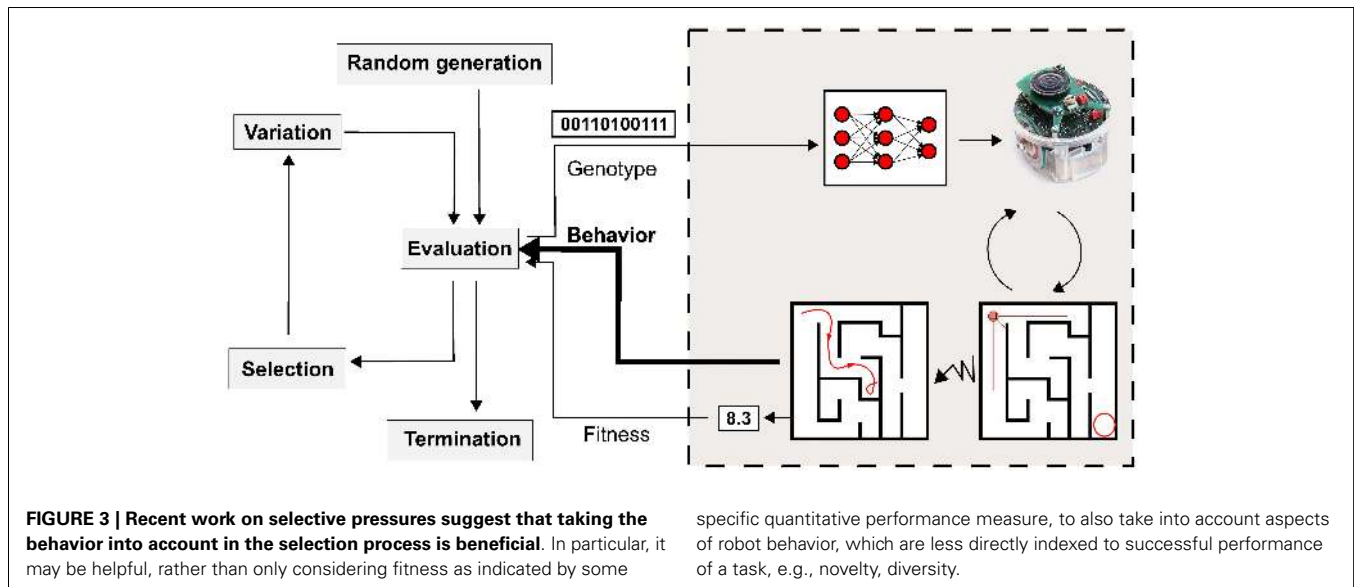 Random generation
Variation
00110100111
Genotype
Behavior
Evaluation
Selection
8.3
Fitness
Termination
FIGURE 3 | Recent work on selective pressures suggest that taking the
behavior into account in the selection process is beneficial. In particular, it
may be helpful, rather than only considering fitness as indicated by some
specific quantitative performance measure, to also take into account aspects
of robot behavior, which are less directly indexed to successful performance
of a task, e.g., novelty, diversity.